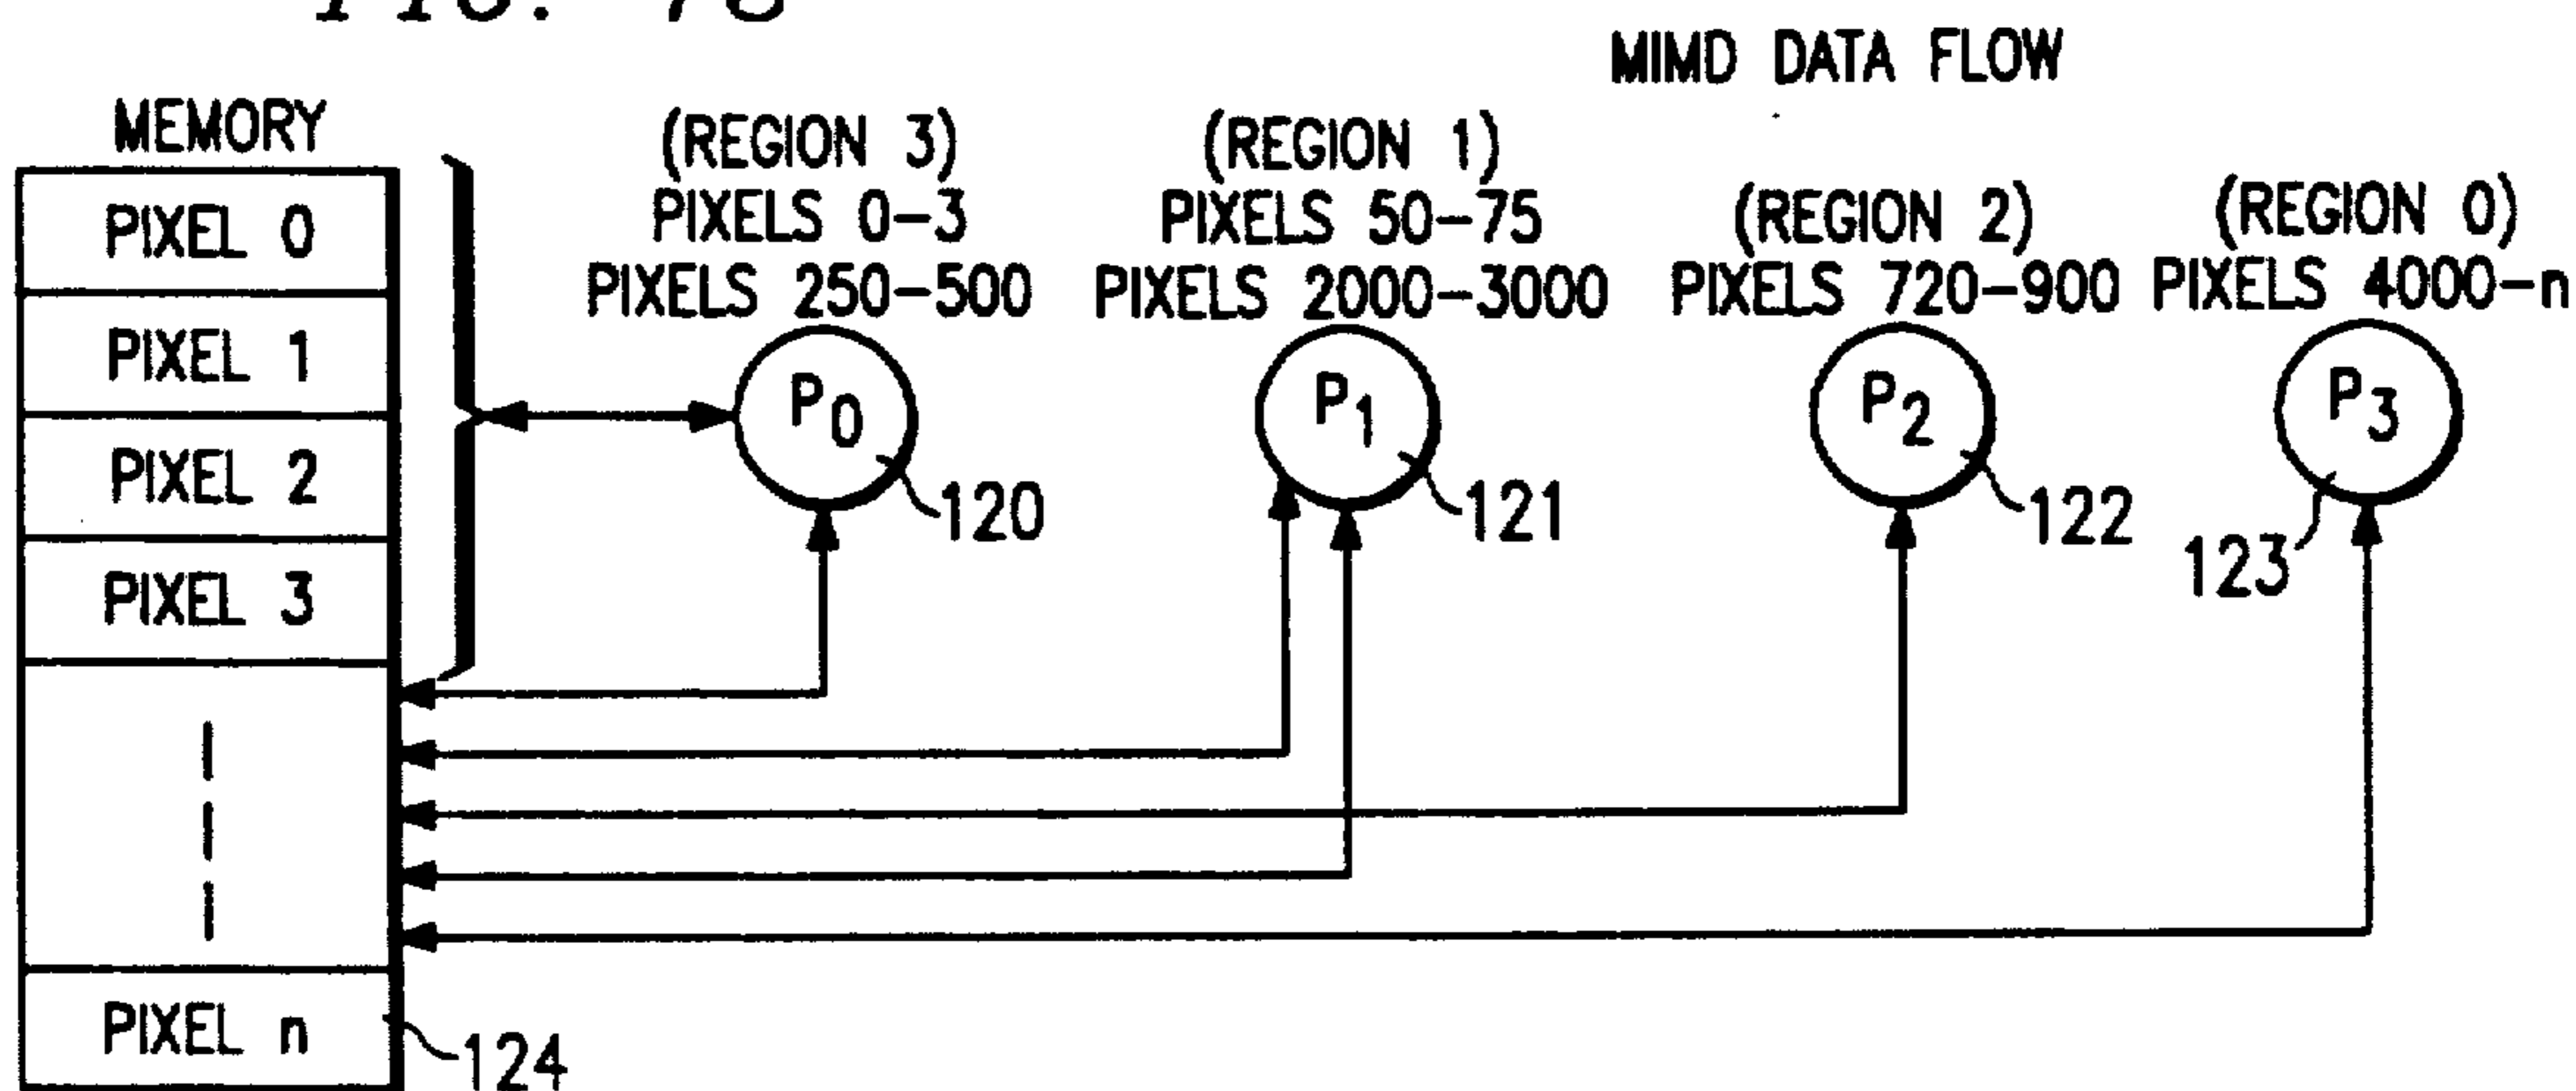 MIMD DATA FLOW
MEMORY
PIXEL 0
PIXEL 1
PIXEL 2
PIXEL 3
PIXEL n
124
(REGION 3)
PIXELS 0-3
PIXELS 250-500
P0
120
(REGION 1)
PIXELS 50-75
PIXELS 2000-3000
P1
121
(REGION 2)
PIXELS 720-900
P2
122
(REGION 0)
PIXELS 4000-n
P3
123